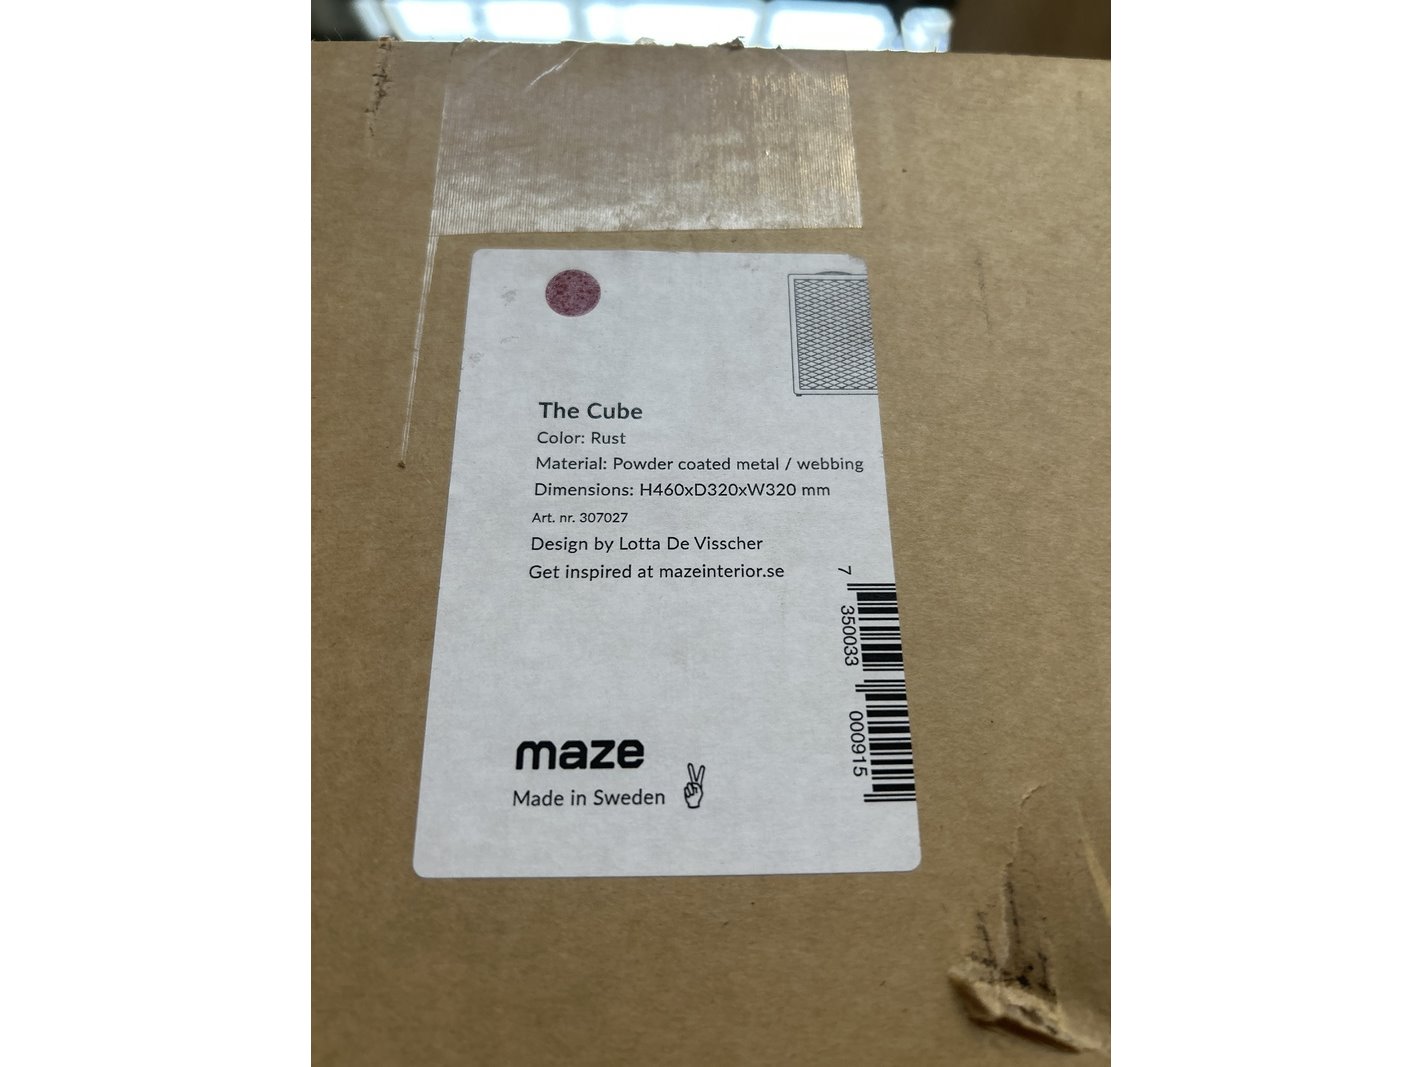 The Cube
Color: Rust
Material: Powder coated metal / webbing
Dimensions: H460xD320xW320 mm
Art. nr. 307027
Design by Lotta De Visscher
Get inspired at mazeinterior.se
7 350033 000915
maze
Made in Sweden